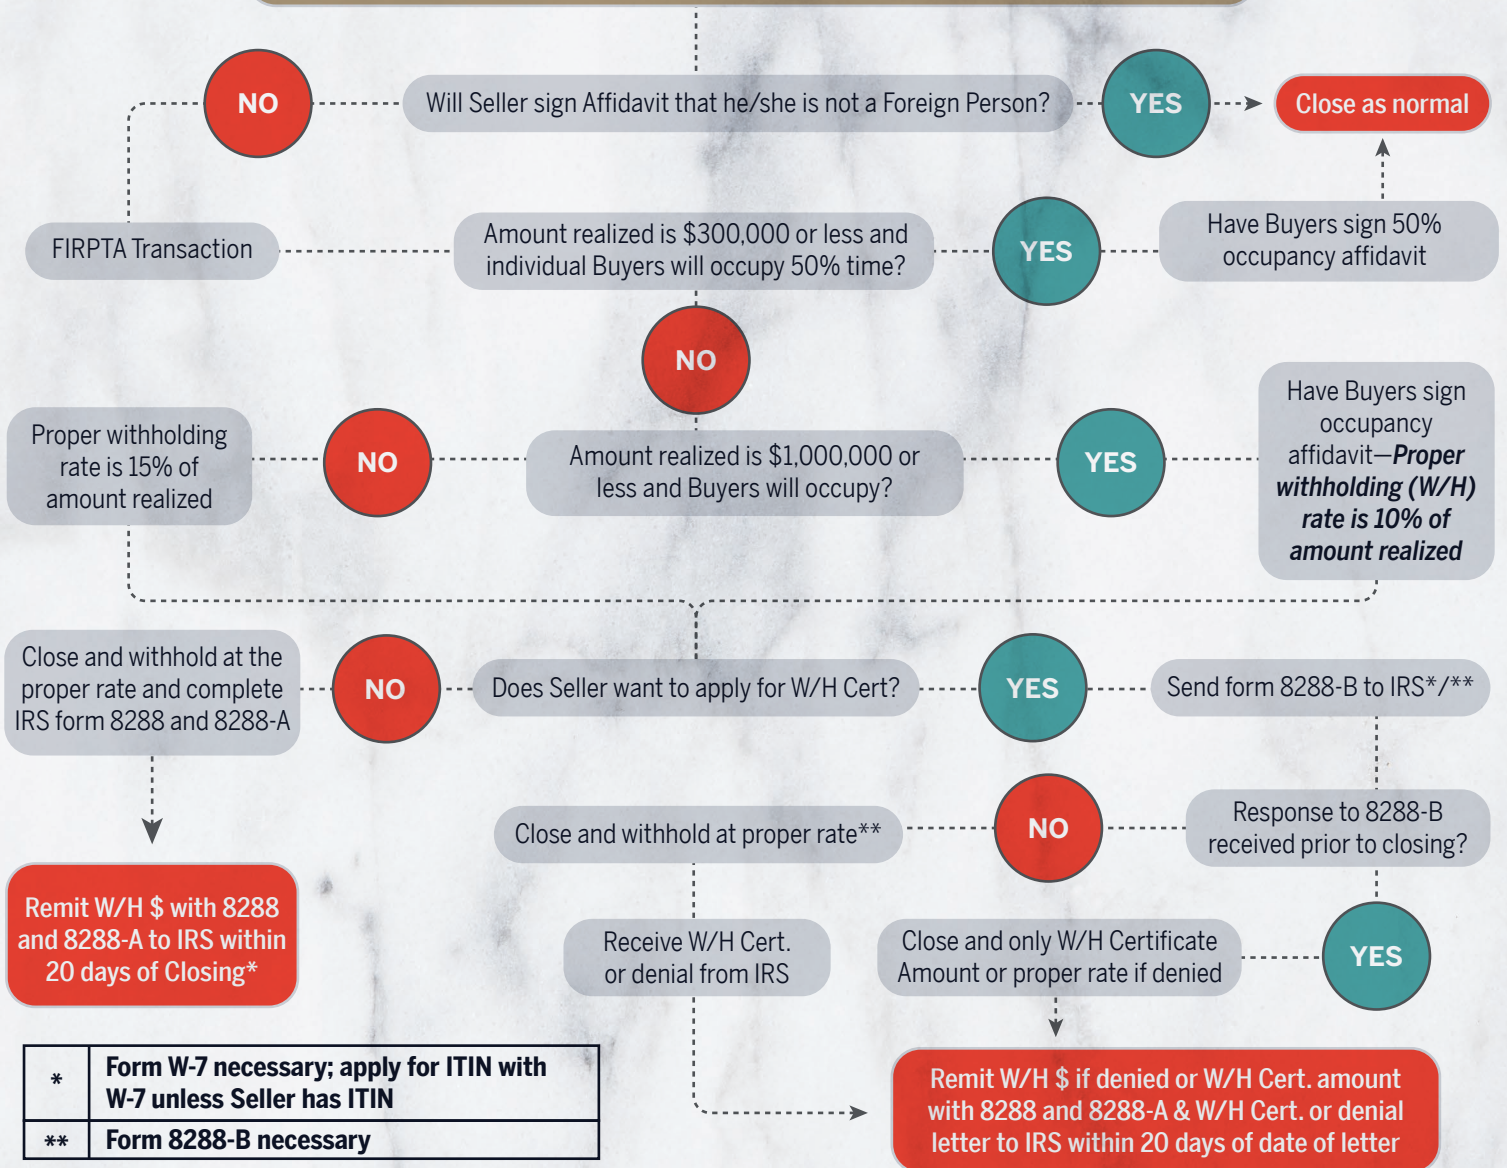 NO
Will Seller sign Affidavit that he/she is not a Foreign Person?
YES
Close as normal
FIRPTA Transaction
Amount realized is $300,000 or less and
individual Buyers will occupy 50% time?
YES
Have Buyers sign 50%
occupancy affidavit
NO
Proper withholding
rate is 15% of
amount realized
NO
Amount realized is $1,000,000 or
less and Buyers will occupy?
YES
Have Buyers sign
occupancy
affidavit—Proper
withholding (W/H)
rate is 10% of
amount realized
Close and withhold at the
proper rate and complete
IRS form 8288 and 8288-A
NO
Does Seller want to apply for W/H Cert?
YES
Send form 8288-B to IRS*/**
Close and withhold at proper rate**
NO
Response to 8288-B
received prior to closing?
Remit W/H $ with 8288
and 8288-A to IRS within
20 days of Closing*
Receive W/H Cert.
or denial from IRS
Close and only W/H Certificate
Amount or proper rate if denied
YES
* Form W-7 necessary; apply for ITIN with
W-7 unless Seller has ITIN
** Form 8288-B necessary
Remit W/H $ if denied or W/H Cert. amount
with 8288 and 8288-A & W/H Cert. or denial
letter to IRS within 20 days of date of letter